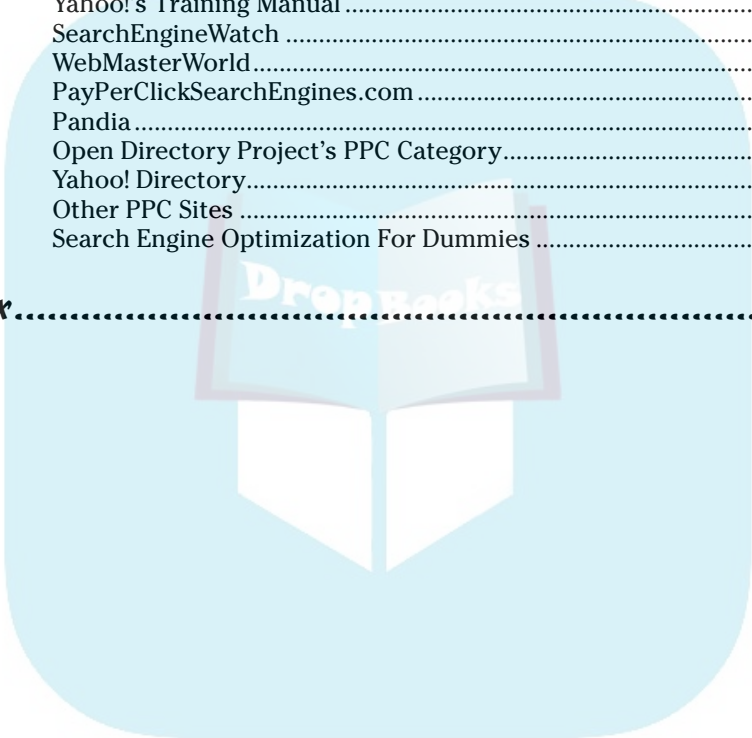 Yahoo!'s Training Manual ..........................................................................
SearchEngineWatch ..........................................................................
WebMasterWorld..........................................................................
PayPerClickSearchEngines.com ..........................................................................
Pandia..........................................................................
Open Directory Project's PPC Category..........................................................................
Yahoo! Directory..........................................................................
Other PPC Sites ..........................................................................
Search Engine Optimization For Dummies ..........................................................................
DropBooks